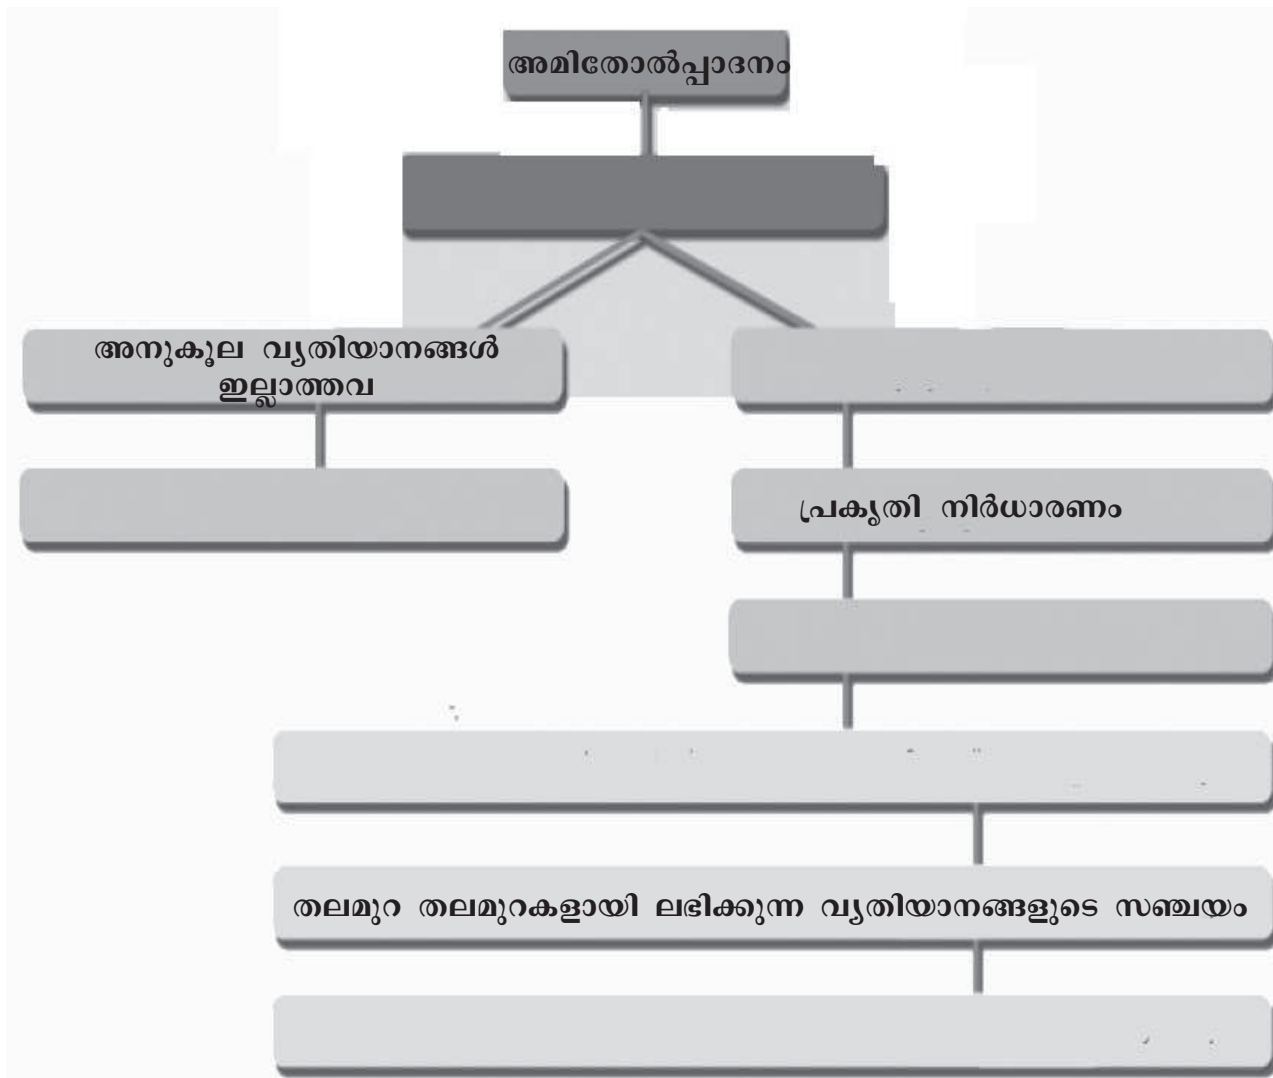 അമിതോൽപ്പാദനം
അനുകൂല വ്യതിയാനങ്ങൾ
ഇല്ലാത്തവ
പ്രകൃതി നിർധാരണം
തലമുറ തലമുറകളായി ലഭിക്കുന്ന വ്യതിയാനങ്ങളുടെ സഞ്ചയം